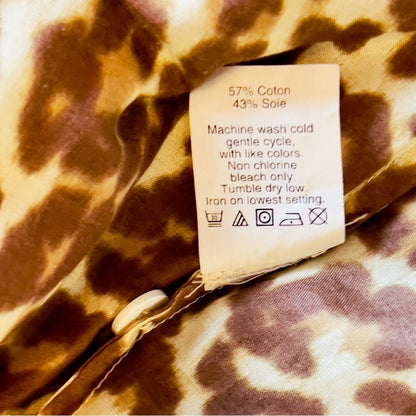 57% Coton
43% Soie
Machine wash cold
gentle cycle,
with like colors.
Non chlorine
bleach only.
Tumble dry low.
Iron on lowest setting.